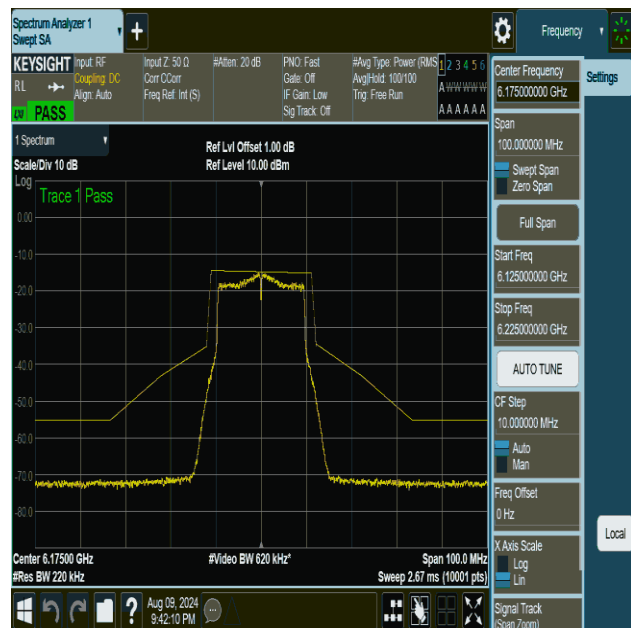 Spectrum Analyzer 1
Swept SA
+
Frequency
KEYSIGHT
RL
PASS
Input: RF
Coupling: DC
Align: Auto
Input Z: 50 Ω
Corr CCorr
Freq Ref: Int (S)
#Atten: 20 dB
PNO: Fast
Gate: Off
IF Gain: Low
Sig Track: Off
#Avg Type: Power (RMS
Avg|Hold: 100/100
Trig: Free Run
1 2 3 4 5 6
A W W W W W
A A A A A A
1 Spectrum
Scale/Div 10 dB
Ref Lvl Offset 1.00 dB
Ref Level 10.00 dBm
Log
Trace 1 Pass
0.00
-10.0
-20.0
-30.0
-40.0
-50.0
-60.0
-70.0
-80.0
Center 6.17500 GHz
#Res BW 220 kHz
#Video BW 620 kHz*
Span 100.0 MHz
Sweep 2.67 ms (10001 pts)
?
Aug 09, 2024
9:42:10 PM
Center Frequency
6.175000000 GHz
Span
100.000000 MHz
Swept Span
Zero Span
Full Span
Start Freq
6.125000000 GHz
Stop Freq
6.225000000 GHz
AUTO TUNE
CF Step
10.000000 MHz
Auto
Man
Freq Offset
0 Hz
X Axis Scale
Log
Lin
Signal Track
(Span Zoom)
Settings
Local